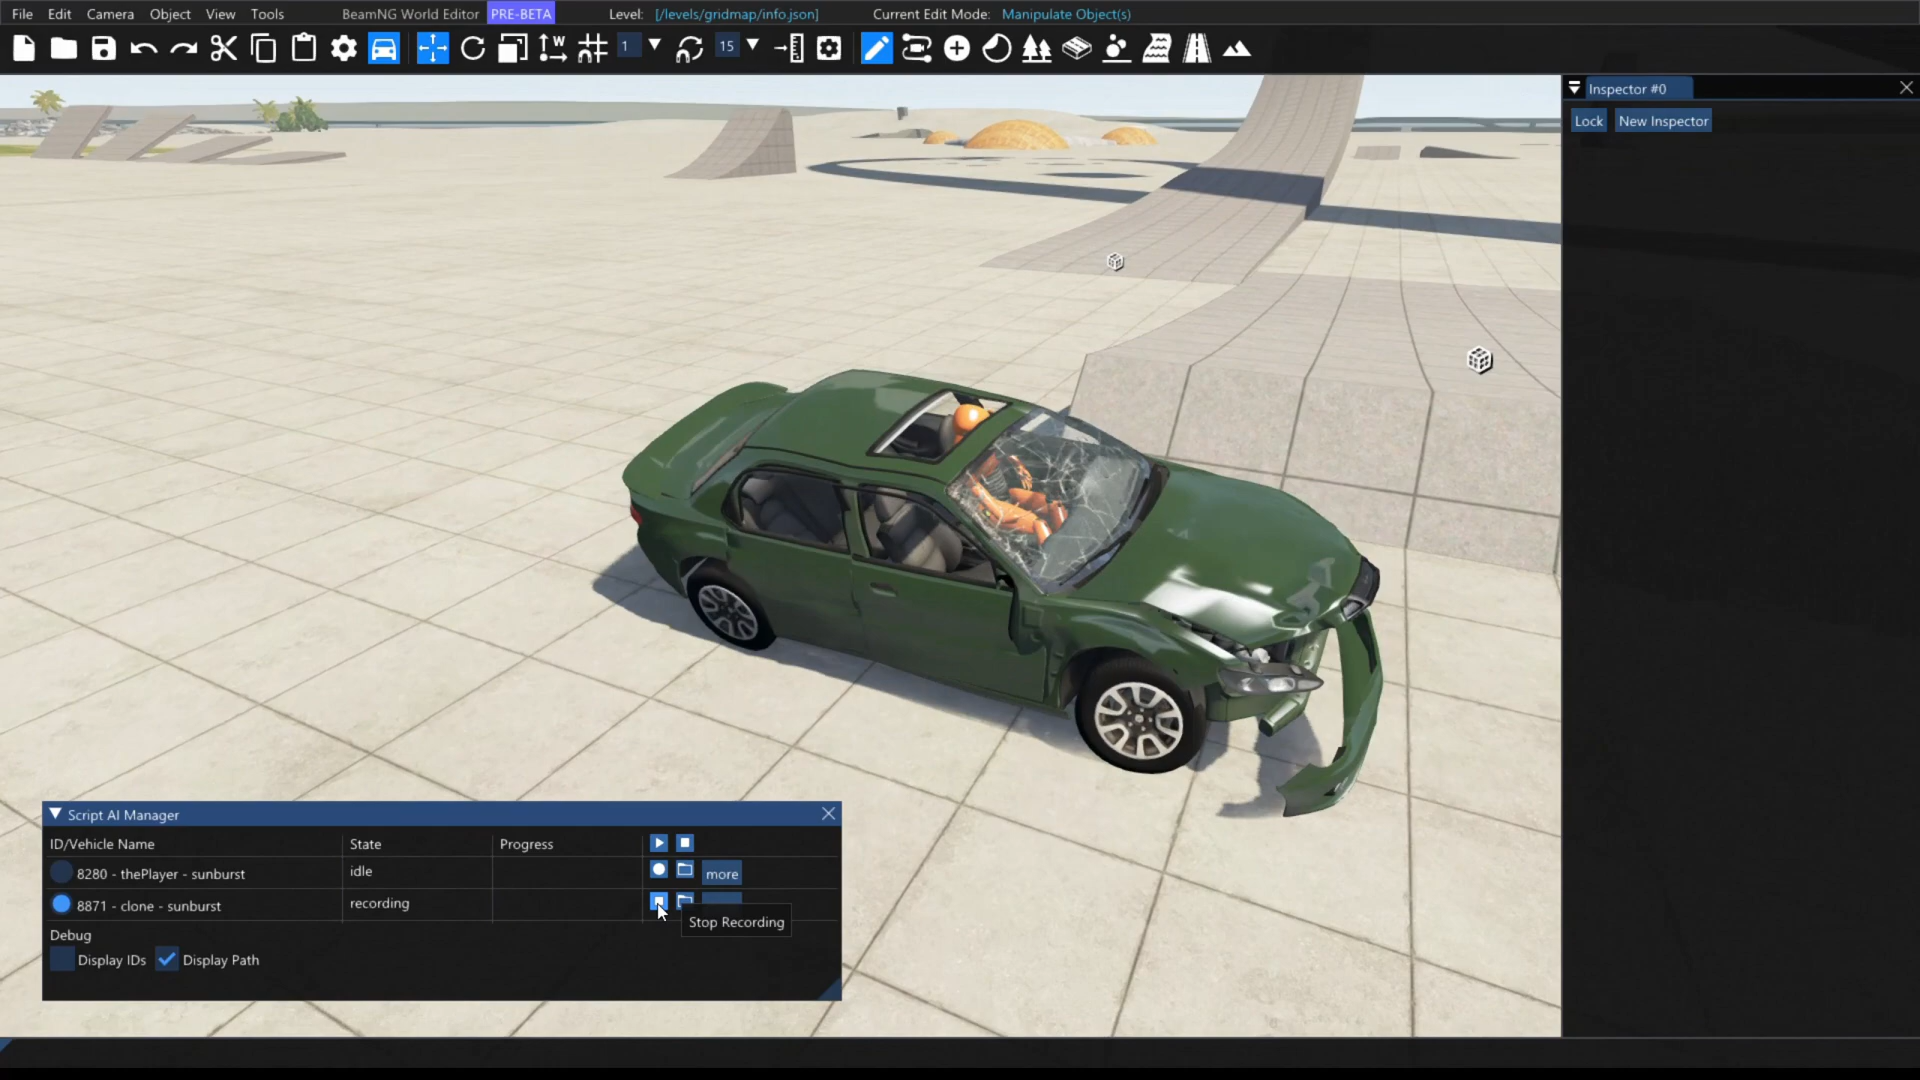 File Edit Camera Object View Tools BeamNG World Editor PRE-BETA Level: [/levels/gridmap/info.json] Current Edit Mode: Manipulate Object(s)
W 1 15
Inspector #0
Lock New Inspector
Script AI Manager
ID/Vehicle Name State Progress
8280 - thePlayer - sunburst idle more
8871 - clone - sunburst recording
Stop Recording
Debug
Display IDs Display Path